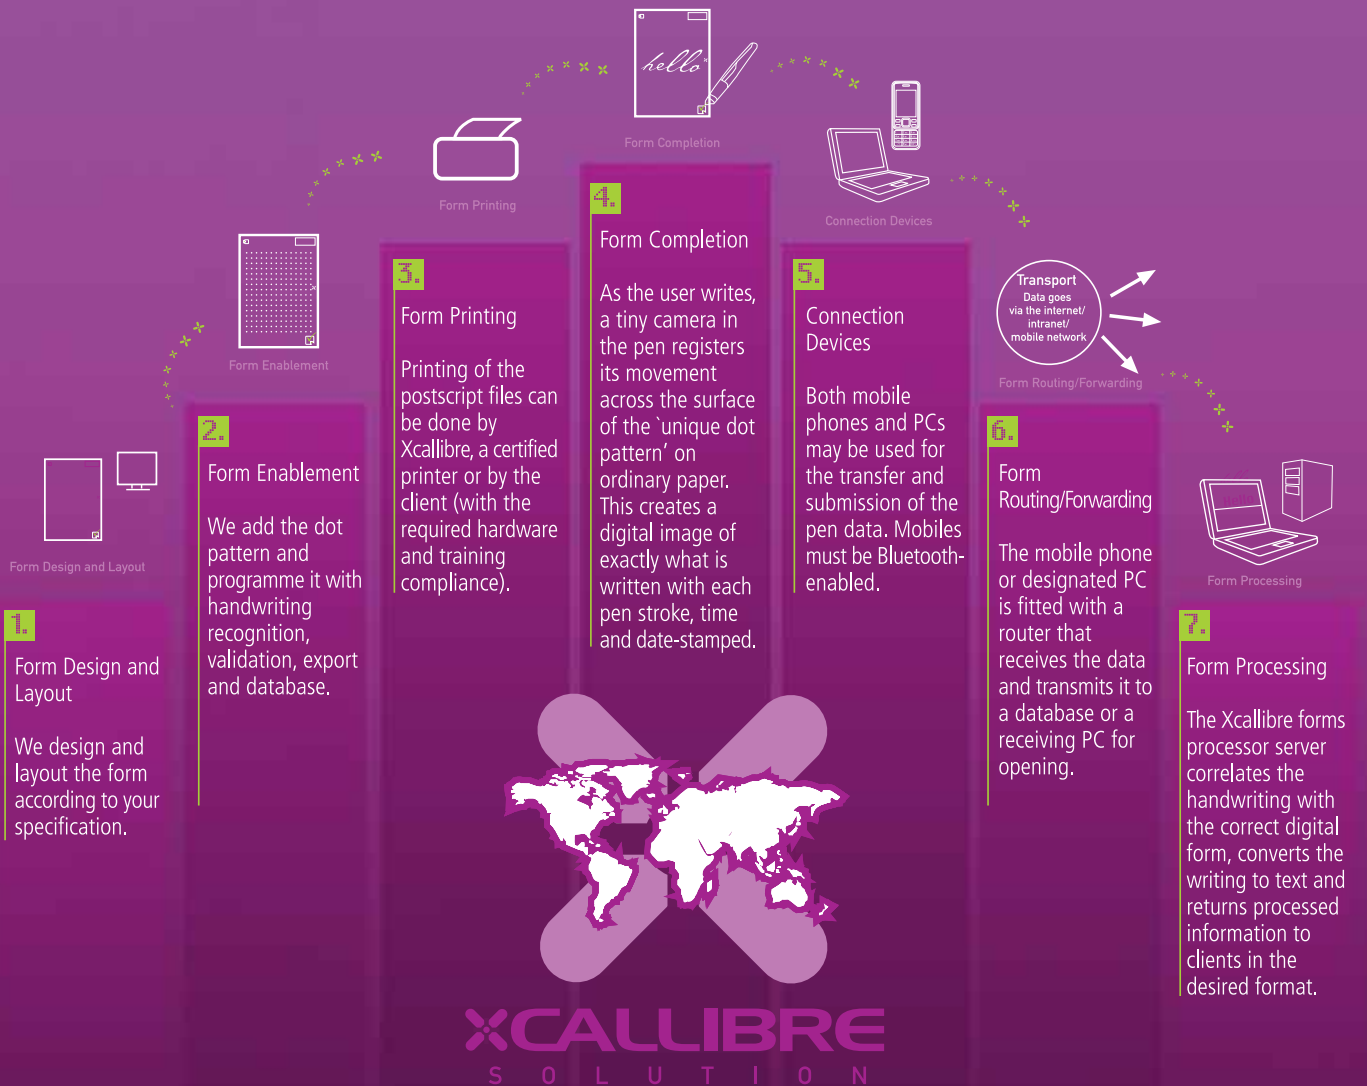 hello
Form Completion
Form Printing
Connection Devices
Form Enablement
Transport
Data goes
via the internet/
intranet/
mobile network
Form Routing/Forwarding
Form Design and Layout
Form Processing
1.
Form Design and
Layout
We design and
layout the form
according to your
specification.
2.
Form Enablement
We add the dot
pattern and
programme it with
handwriting
recognition,
validation, export
and database.
3.
Form Printing
Printing of the
postscript files can
be done by
Xcallibre, a certified
printer or by the
client (with the
required hardware
and training
compliance).
4.
Form Completion
As the user writes,
a tiny camera in
the pen registers
its movement
across the surface
of the `unique dot
pattern’ on
ordinary paper.
This creates a
digital image of
exactly what is
written with each
pen stroke, time
and date-stamped.
5.
Connection
Devices
Both mobile
phones and PCs
may be used for
the transfer and
submission of the
pen data. Mobiles
must be Bluetooth-
enabled.
6.
Form
Routing/Forwarding
The mobile phone
or designated PC
is fitted with a
router that
receives the data
and transmits it to
a database or a
receiving PC for
opening.
7.
Form Processing
The Xcallibre forms
processor server
correlates the
handwriting with
the correct digital
form, converts the
writing to text and
returns processed
information to
clients in the
desired format.
XCALLIBRE
SOLUTION